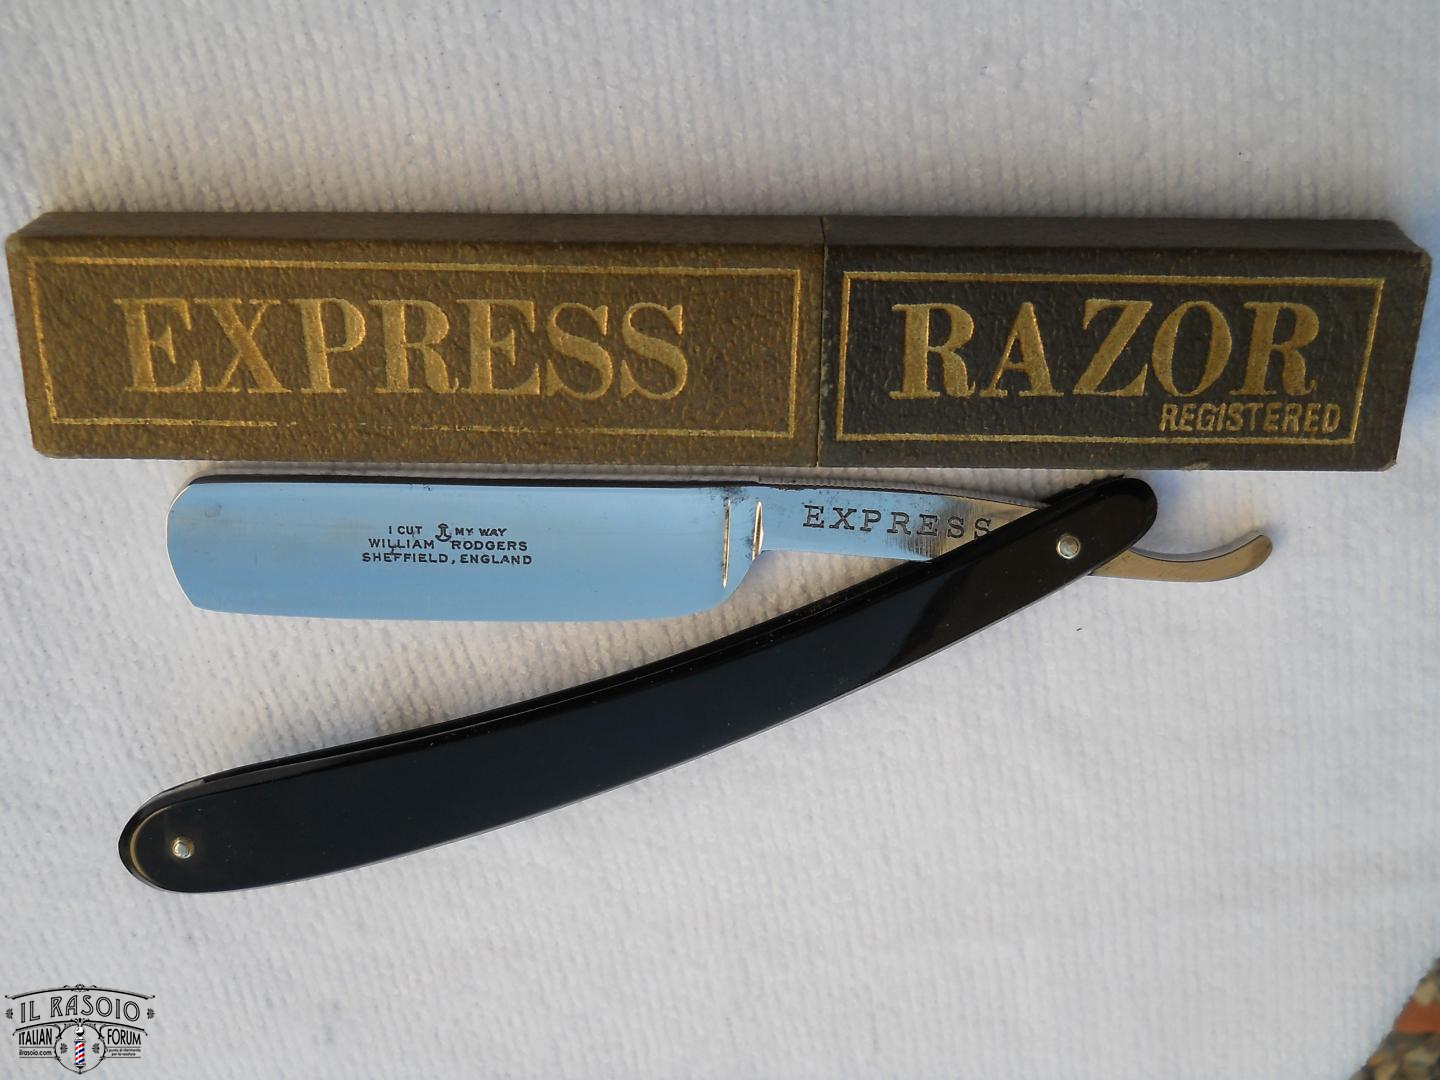 EXPRESS
RAZOR
REGISTERED
I CUT MY WAY
WILLIAM RODGERS
SHEFFIELD, ENGLAND
EXPRESS
IL RASOIO
ITALIAN FORUM
ilrasoio.com